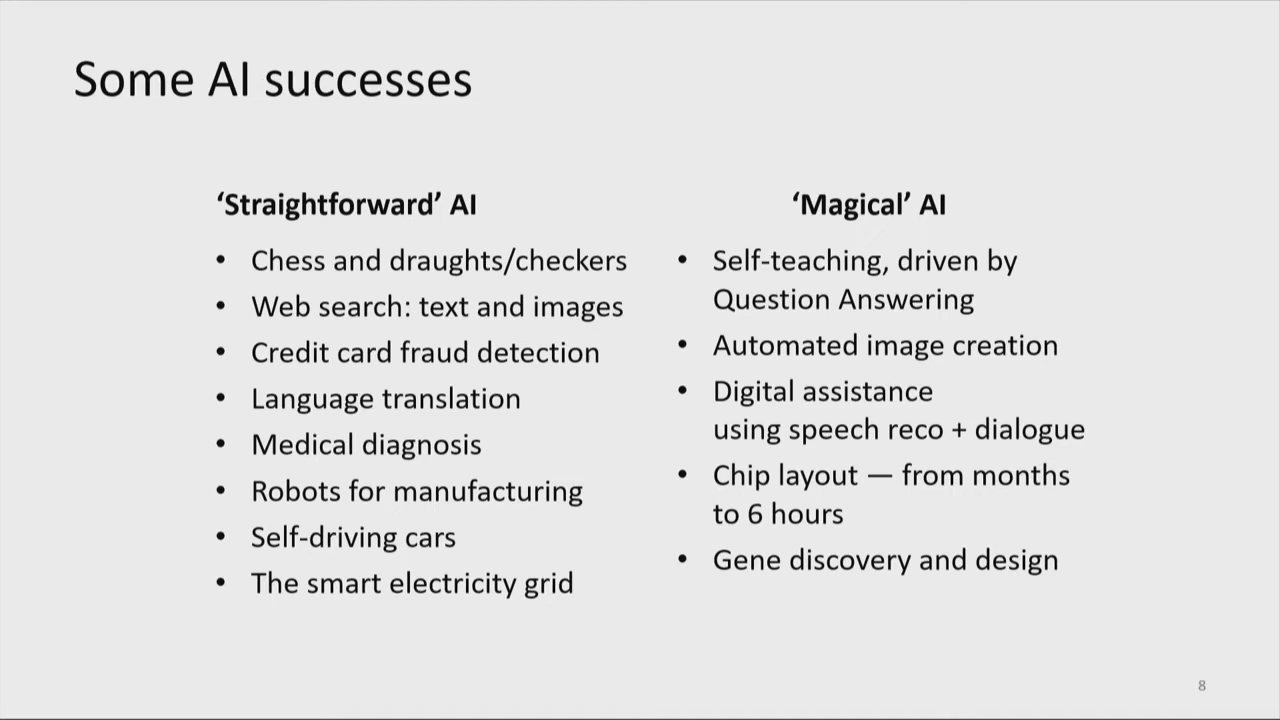 Some AI successes
‘Straightforward’ AI
• Chess and draughts/checkers
• Web search: text and images
• Credit card fraud detection
• Language translation
• Medical diagnosis
• Robots for manufacturing
• Self-driving cars
• The smart electricity grid
‘Magical’ AI
• Self-teaching, driven by
Question Answering
• Automated image creation
• Digital assistance
using speech reco + dialogue
• Chip layout — from months
to 6 hours
• Gene discovery and design
8